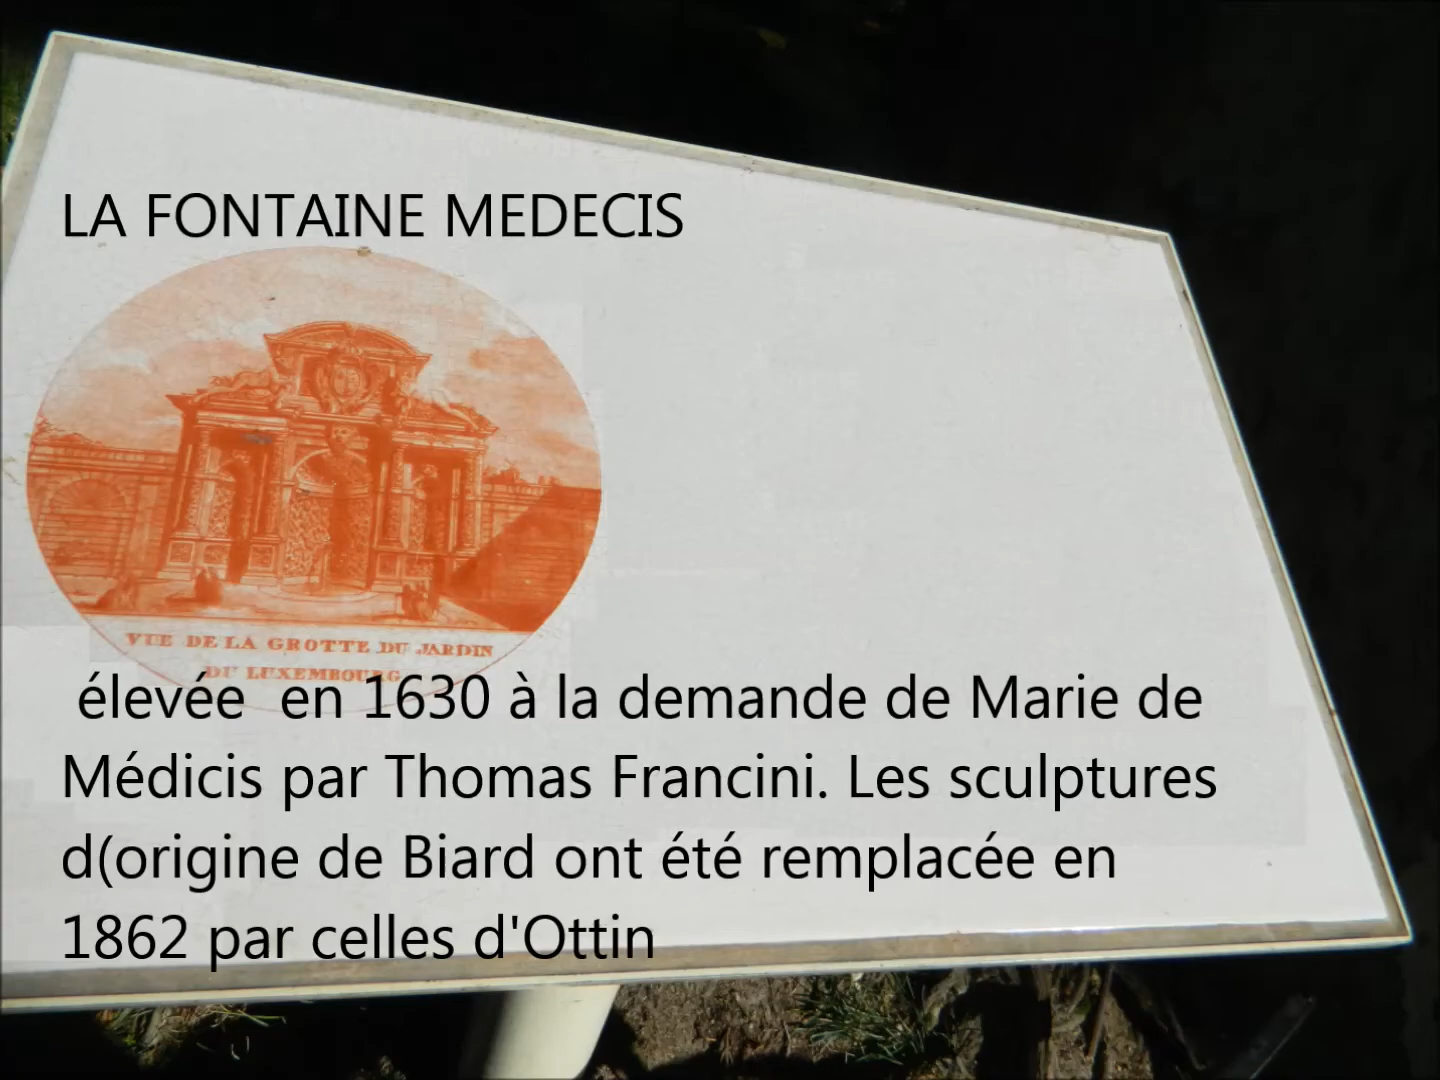 LA FONTAINE MEDECIS
VUE DE LA GROTTE DU JARDIN
DU LUXEMBOURG
élevée en 1630 à la demande de Marie de
Médicis par Thomas Francini. Les sculptures
d(origine de Biard ont été remplacée en
1862 par celles d'Ottin